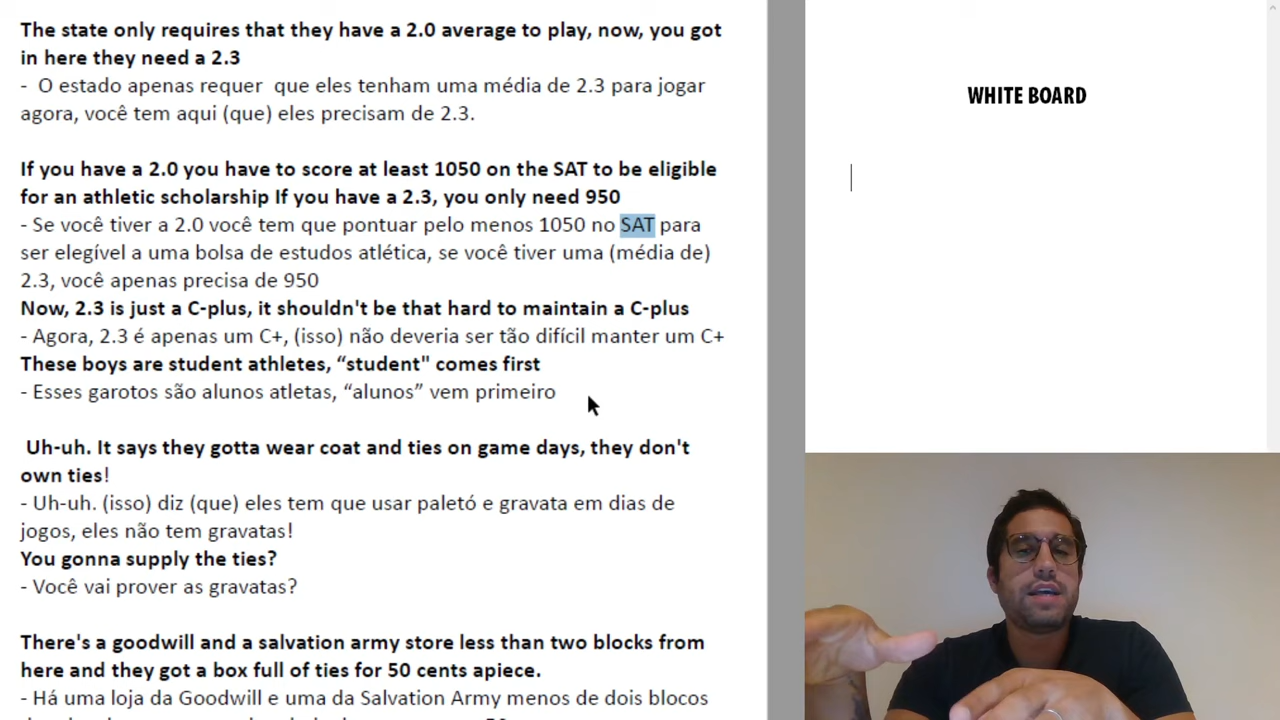 The state only requires that they have a 2.0 average to play, now, you got
in here they need a 2.3
- O estado apenas requer que eles tenham uma média de 2.3 para jogar
agora, você tem aqui (que) eles precisam de 2.3.
If you have a 2.0 you have to score at least 1050 on the SAT to be eligible
for an athletic scholarship If you have a 2.3, you only need 950
- Se você tiver a 2.0 você tem que pontuar pelo menos 1050 no SAT para
ser elegível a uma bolsa de estudos atlética, se você tiver uma (média de)
2.3, você apenas precisa de 950
Now, 2.3 is just a C-plus, it shouldn't be that hard to maintain a C-plus
- Agora, 2.3 é apenas um C+, (isso) não deveria ser tão difícil manter um C+
These boys are student athletes, “student" comes first
- Esses garotos são alunos atletas, “alunos” vem primeiro
Uh-uh. It says they gotta wear coat and ties on game days, they don't
own ties!
- Uh-uh. (isso) diz (que) eles tem que usar paletó e gravata em dias de
jogos, eles não tem gravatas!
You gonna supply the ties?
- Você vai prover as gravatas?
There's a goodwill and a salvation army store less than two blocks from
here and they got a box full of ties for 50 cents apiece.
- Há uma loja da Goodwill e uma da Salvation Army menos de dois blocos
WHITE BOARD